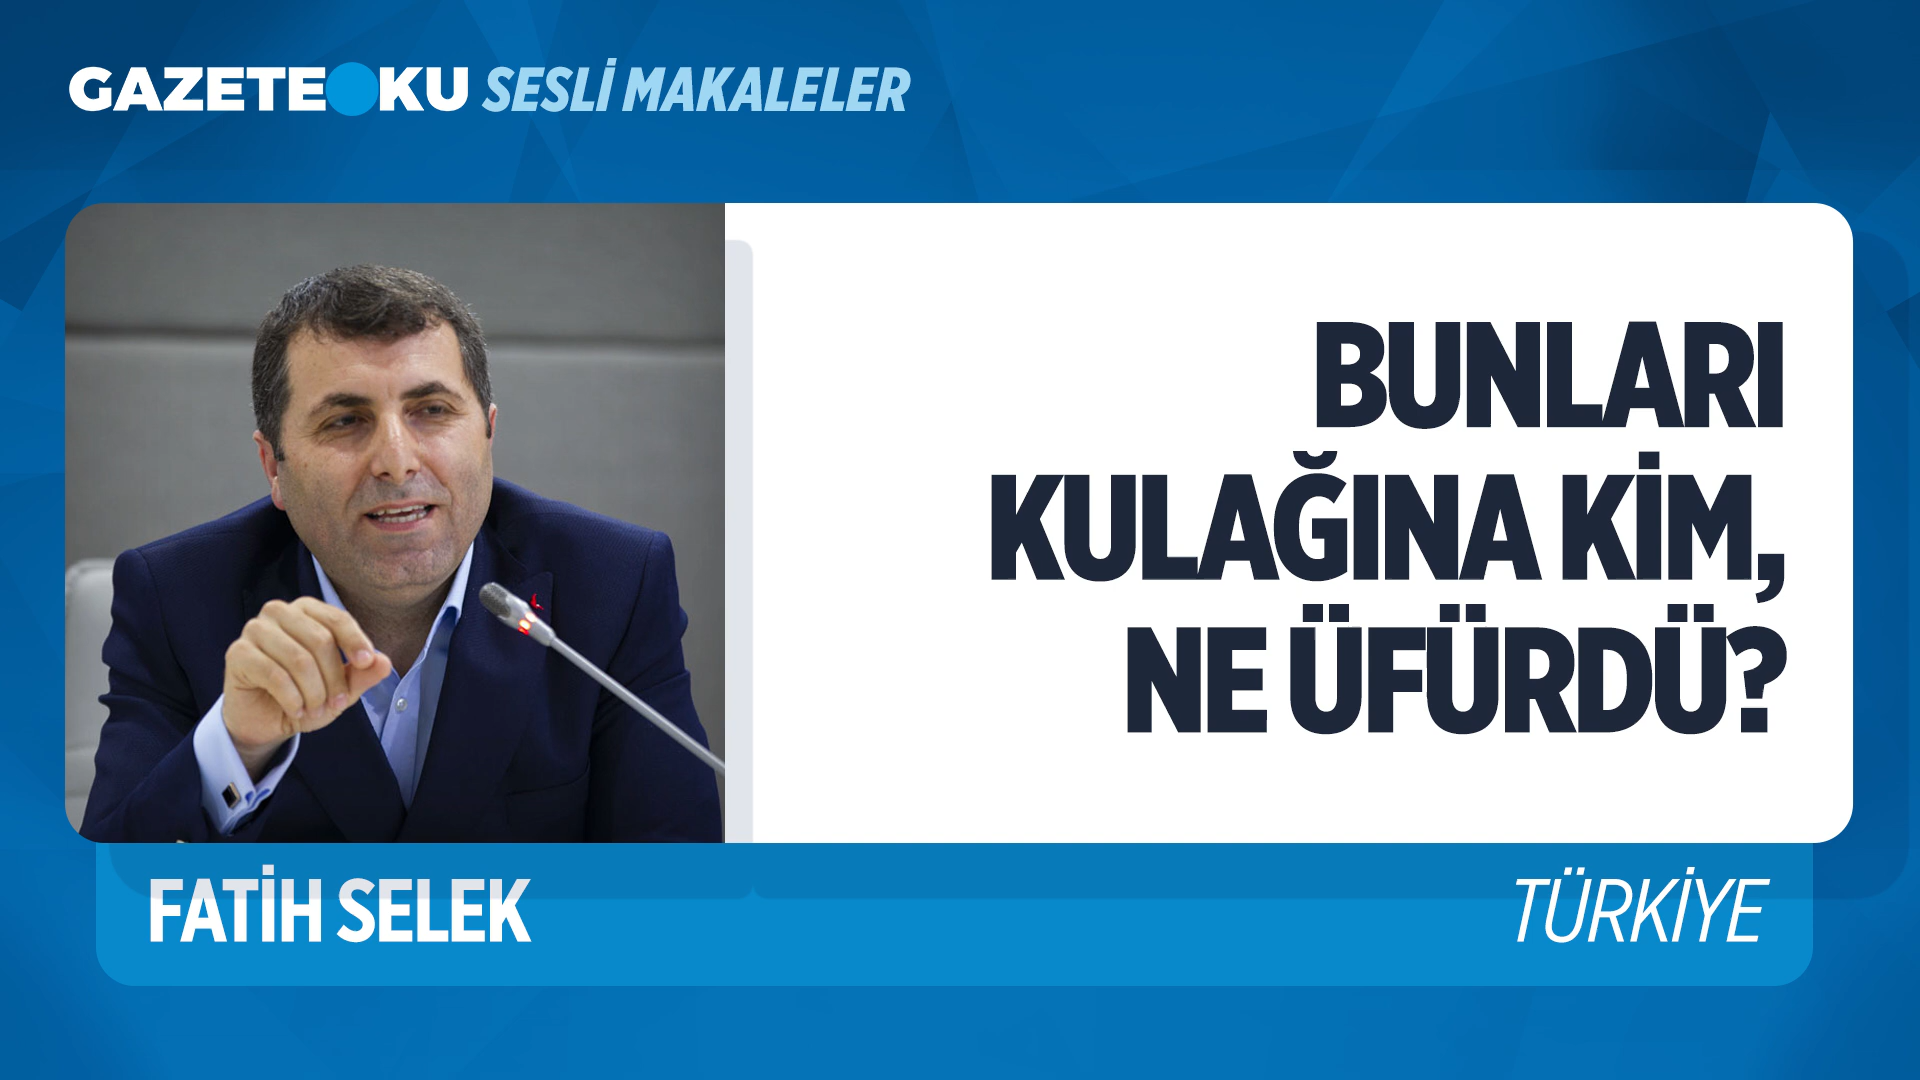 GAZETEOKU SESLİ MAKALELER
BUNLARI
KULAĞINA KİM,
NE ÜFÜRDÜ?
FATİH SELEK
TÜRKİYE